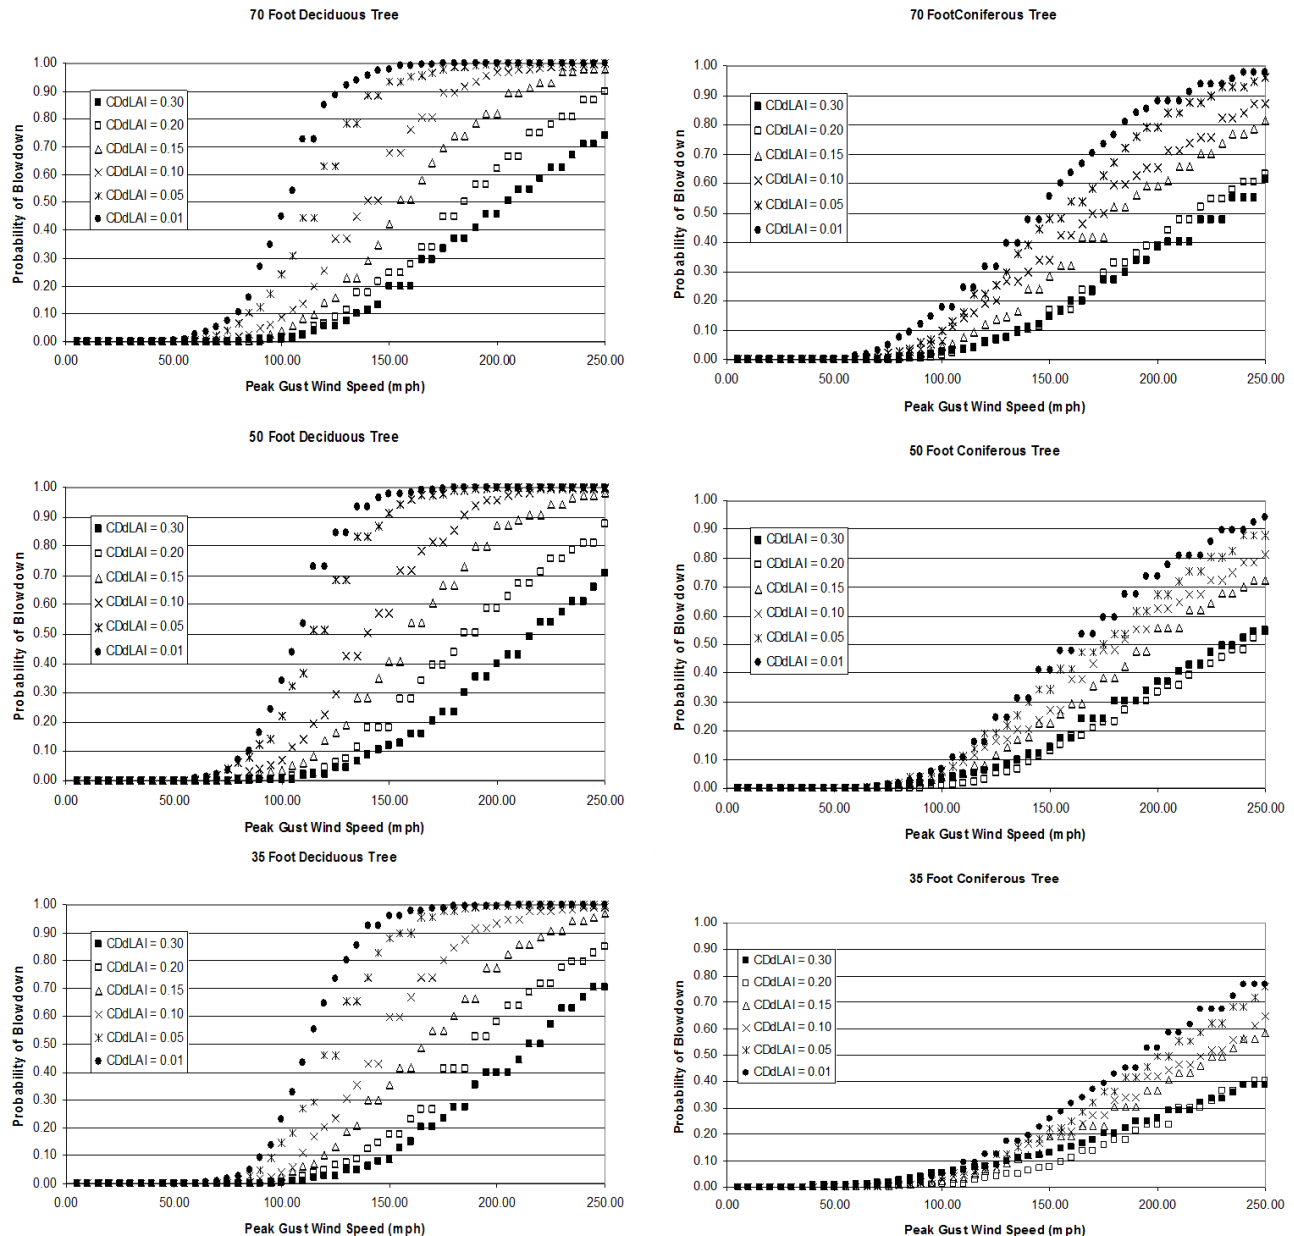 70 Foot Deciduous Tree
Probability of Blowdown
1.00
0.90
0.80
0.70
0.60
0.50
0.40
0.30
0.20
0.10
0.00
CDdLAI = 0.30
CDdLAI = 0.20
CDdLAI = 0.15
CDdLAI = 0.10
CDdLAI = 0.05
CDdLAI = 0.01
0.00 50.00 100.00 150.00 200.00 250.00
Peak Gust Wind Speed (mph)
70 FootConiferous Tree
Probability of Blowdown
1.00
0.90
0.80
0.70
0.60
0.50
0.40
0.30
0.20
0.10
0.00
CDdLAI = 0.30
CDdLAI = 0.20
CDdLAI = 0.15
CDdLAI = 0.10
CDdLAI = 0.05
CDdLAI = 0.01
0.00 50.00 100.00 150.00 200.00 250.00
Peak Gust Wind Speed (mph)
50 Foot Deciduous Tree
Probability of Blowdown
1.00
0.90
0.80
0.70
0.60
0.50
0.40
0.30
0.20
0.10
0.00
CDdLAI = 0.30
CDdLAI = 0.20
CDdLAI = 0.15
CDdLAI = 0.10
CDdLAI = 0.05
CDdLAI = 0.01
0.00 50.00 100.00 150.00 200.00 250.00
Peak Gust Wind Speed (mph)
50 Foot Coniferous Tree
Probability of Blowdown
1.00
0.90
0.80
0.70
0.60
0.50
0.40
0.30
0.20
0.10
0.00
CDdLAI = 0.30
CDdLAI = 0.20
CDdLAI = 0.15
CDdLAI = 0.10
CDdLAI = 0.05
CDdLAI = 0.01
0.00 50.00 100.00 150.00 200.00 250.00
Peak Gust Wind Speed (mph)
35 Foot Deciduous Tree
Probability of Blowdown
1.00
0.90
0.80
0.70
0.60
0.50
0.40
0.30
0.20
0.10
0.00
CDdLAI = 0.30
CDdLAI = 0.20
CDdLAI = 0.15
CDdLAI = 0.10
CDdLAI = 0.05
CDdLAI = 0.01
0.00 50.00 100.00 150.00 200.00 250.00
Peak Gust Wind Speed (mph)
35 Foot Coniferous Tree
Probability of Blowdown
1.00
0.90
0.80
0.70
0.60
0.50
0.40
0.30
0.20
0.10
0.00
CDdLAI = 0.30
CDdLAI = 0.20
CDdLAI = 0.15
CDdLAI = 0.10
CDdLAI = 0.05
CDdLAI = 0.01
0.00 50.00 100.00 150.00 200.00 250.00
Peak Gust Wind Speed (mph)